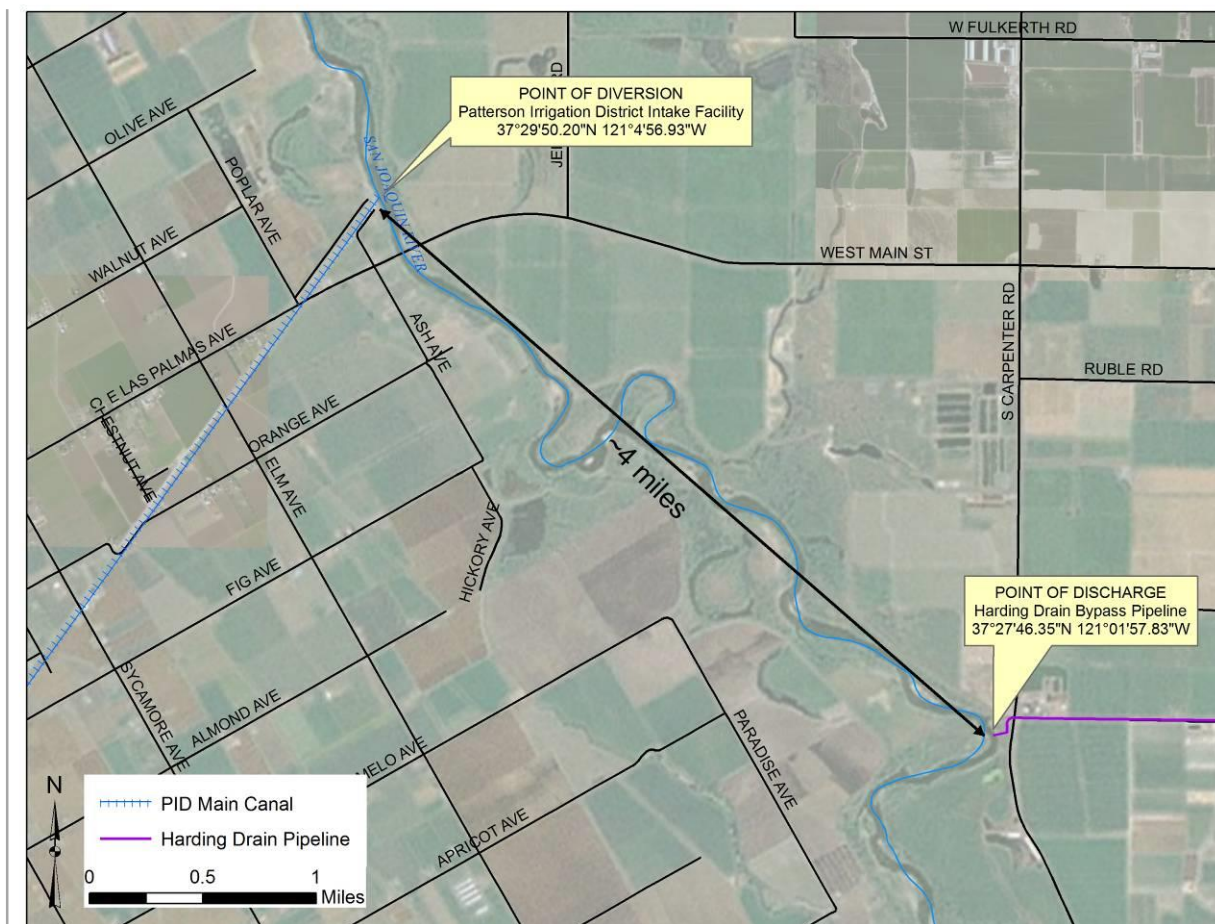 W FULKERTH RD
POINT OF DIVERSION
Patterson Irrigation District Intake Facility
37°29'50.20"N 121°4'56.93"W
OLIVE AVE
RD
POPLAR AVE
SAN JOAQUIN RIVER
WALNUT AVE
WEST MAIN ST
S CARPENTER RD
ASH AVE
E LAS PALMAS AVE
RUBLE RD
CHESTNUT AVE
ORANGE AVE
ELM AVE
~4 miles
HICKORY AVE
FIG AVE
POINT OF DISCHARGE
Harding Drain Bypass Pipeline
37°27'46.35"N 121°01'57.83"W
SYCAMORE AVE
ALMOND AVE
PARADISE AVE
MELO AVE
APRICOT AVE
N
PID Main Canal
Harding Drain Pipeline
0 0.5 1
Miles